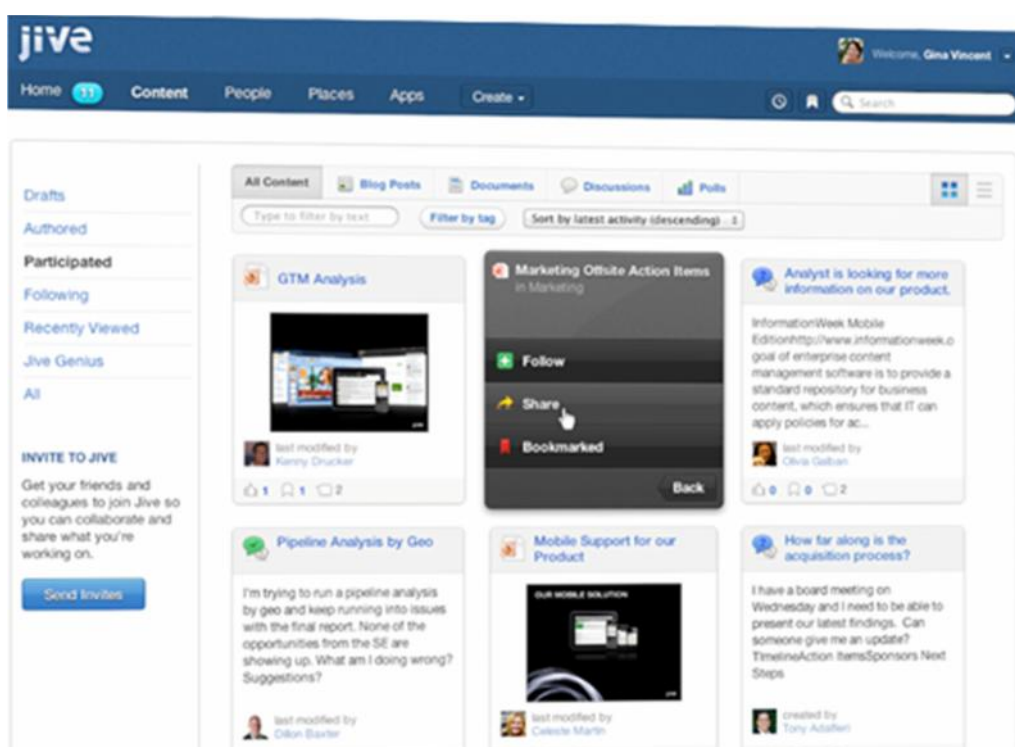 jive
Welcome, Gina Vincent
Home 11 Content People Places Apps Create
Search
Drafts
Authored
Participated
Following
Recently Viewed
Jive Genius
All
INVITE TO JIVE
Get your friends and
colleagues to join Jive so
you can collaborate and
share what you're
working on.
Send Invites
All Content Blog Posts Documents Discussions Polls
Type to filter by text Filter by tag Sort by latest activity (descending)
GTM Analysis
last modified by
Kenny Drucker
1 1 2
Marketing Offsite Action Items
in Marketing
Follow
Share
Bookmarked
Back
Analyst is looking for more
information on our product.
InformationWeek Mobile
Editionhttp://www.informationweek.c
goal of enterprise content
management software is to provide a
standard repository for business
content, which ensures that IT can
apply policies for ac...
last modified by
Olivia Galban
0 0 2
Pipeline Analysis by Geo
I'm trying to run a pipeline analysis
by geo and keep running into issues
with the final report. None of the
opportunities from the SE are
showing up. What am I doing wrong?
Suggestions?
last modified by
Dillon Baxter
Mobile Support for our
Product
OUR MOBILE SOLUTION
jive
last modified by
Celeste Martin
How far along is the
acquisition process?
I have a board meeting on
Wednesday and I need to be able to
present our latest findings. Can
someone give me an update?
TimelineAction ItemsSponsors Next
Steps
created by
Tony Adalfieri